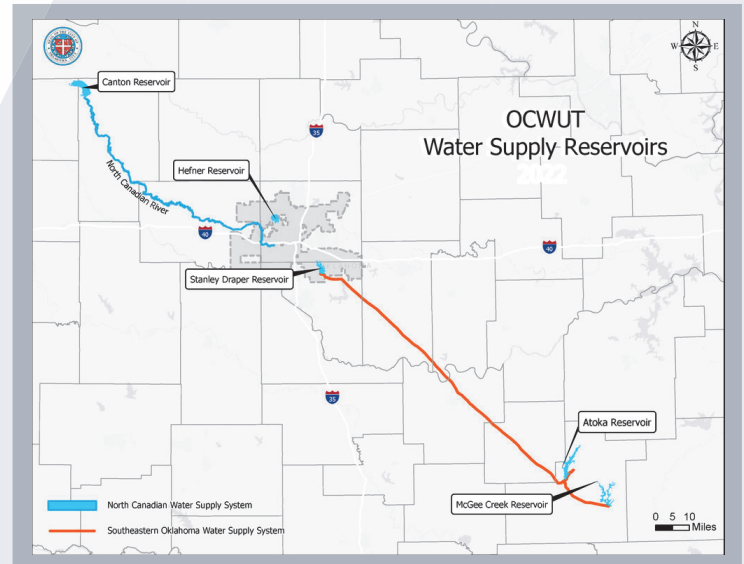 N
W
E
S
Canton Reservoir
OCWUT
Water Supply Reservoirs
2022
35
Hefner Reservoir
North Canadian River
40
40
Stanley Draper Reservoir
35
Atoka Reservoir
McGee Creek Reservoir
North Canadian Water Supply System
Southeastern Oklahoma Water Supply System
0 5 10
Miles